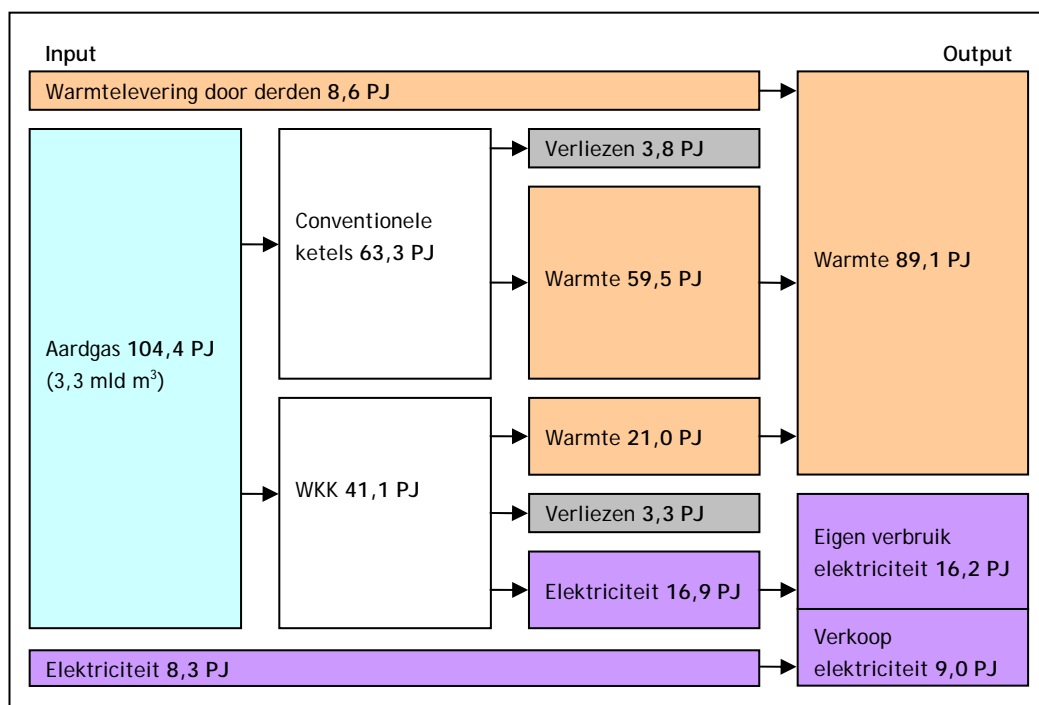 Input
Output
Warmtelevering door derden 8,6 PJ
Verliezen 3,8 PJ
Conventionele
ketels 63,3 PJ
Warmte 59,5 PJ
Warmte 89,1 PJ
Aardgas 104,4 PJ
(3,3 mld m³)
Warmte 21,0 PJ
WKK 41,1 PJ
Verliezen 3,3 PJ
Eigen verbruik
elektriciteit 16,2 PJ
Elektriciteit 16,9 PJ
Verkoop
elektriciteit 9,0 PJ
Elektriciteit 8,3 PJ